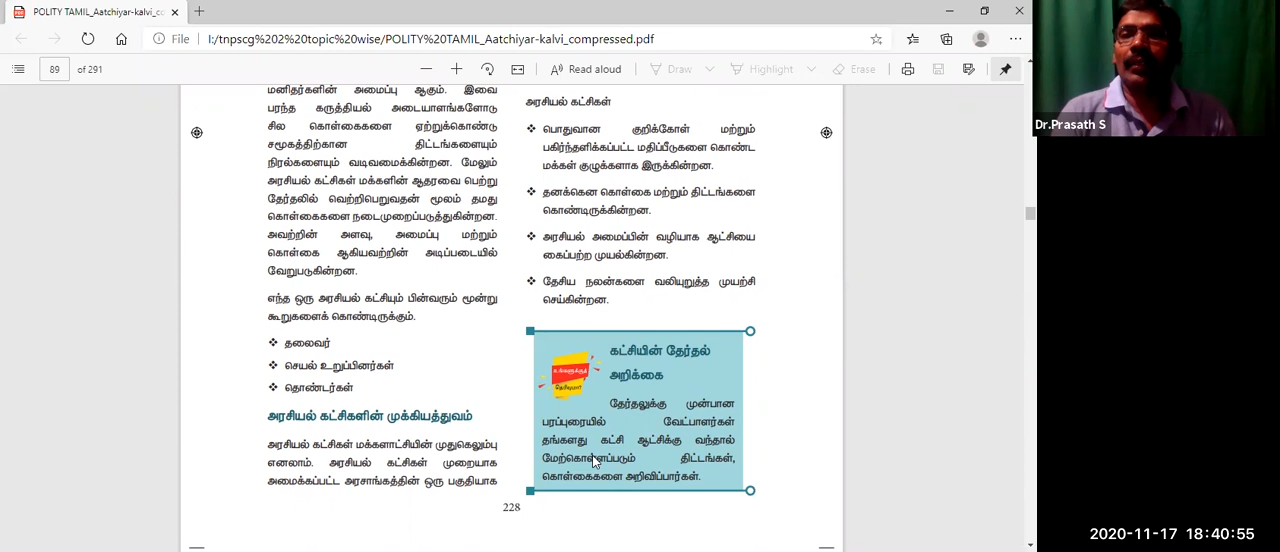 POLITY TAMIL_Aatchiyar-kalvi_co
File
I:/tnpscg%202%20topic%20wise/POLITY%20TAMIL_Aatchiyar-kalvi_compressed.pdf
89 of 291
Read aloud
Draw
Highlight
Erase
மனிதர்களின் அமைப்பு ஆகும். இவை
பரந்த கருத்தியல் அடையாளங்களோடு
சில கொள்கைகளை ஏற்றுக்கொண்டு
சமூகத்திற்கான திட்டங்களையும்
நிரல்களையும் வடிவமைக்கின்றன. மேலும்
அரசியல் கட்சிகள் மக்களின் ஆதரவை பெற்று
தேர்தலில் வெற்றிபெறுவதன் மூலம் தமது
கொள்கைகளை நடைமுறைப்படுத்துகின்றன.
அவற்றின் அளவு, அமைப்பு மற்றும்
கொள்கை ஆகியவற்றின் அடிப்படையில்
வேறுபடுகின்றன.
எந்த ஒரு அரசியல் கட்சியும் பின்வரும் மூன்று
கூறுகளைக் கொண்டிருக்கும்.
❖ தலைவர்
❖ செயல் உறுப்பினர்கள்
❖ தொண்டர்கள்
அரசியல் கட்சிகளின் முக்கியத்துவம்
அரசியல் கட்சிகள் மக்களாட்சியின் முதுகெலும்பு
எனலாம். அரசியல் கட்சிகள் முறையாக
அமைக்கப்பட்ட அரசாங்கத்தின் ஒரு பகுதியாக
அரசியல் கட்சிகள்
❖ பொதுவான குறிக்கோள் மற்றும்
பகிர்ந்தளிக்கப்பட்ட மதிப்பீடுகளை கொண்ட
மக்கள் குழுக்களாக இருக்கின்றன.
❖ தனக்கென கொள்கை மற்றும் திட்டங்களை
கொண்டிருக்கின்றன.
❖ அரசியல் அமைப்பின் வழியாக ஆட்சியை
கைப்பற்ற முயல்கின்றன.
❖ தேசிய நலன்களை வலியுறுத்த முயற்சி
செய்கின்றன.
உங்களுக்குத்
தெரியுமா?
கட்சியின் தேர்தல்
அறிக்கை
தேர்தலுக்கு முன்பான
பரப்புரையில் வேட்பாளர்கள்
தங்களது கட்சி ஆட்சிக்கு வந்தால்
மேற்கொள்ளப்படும் திட்டங்கள்,
கொள்கைகளை அறிவிப்பார்கள்.
228
Dr.Prasath S
2020-11-17 18:40:55